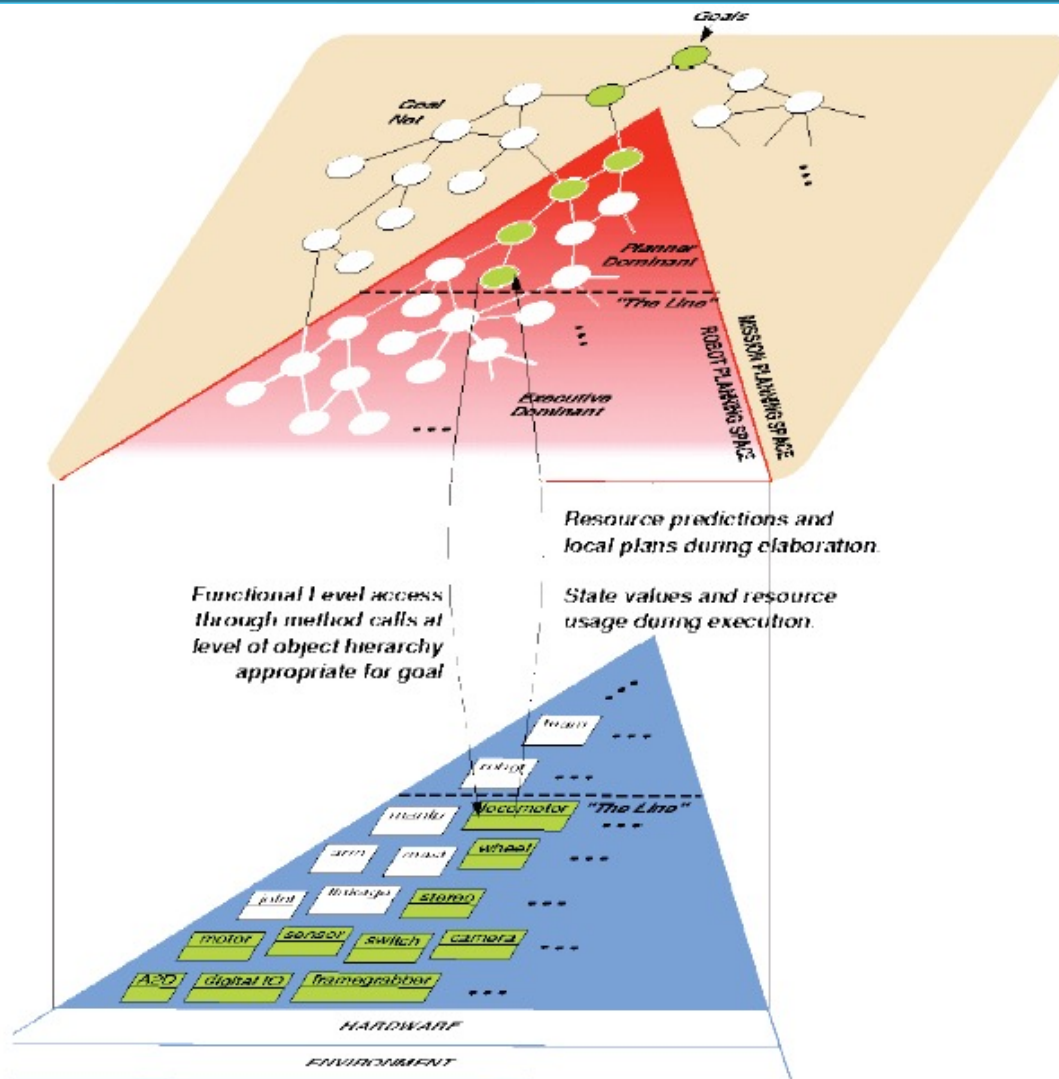 Goals
Goal
Net
Planner
Dominant
"The Line"
Executive
Dominant
MISSION PLANNING SPACE
ROBOT PLANNING SPACE
Resource predictions and
local plans during elaboration.
Functional Level access
through method calls at
level of object hierarchy
appropriate for goal
State values and resource
usage during execution.
team
robot
"The Line"
manip
locomotor
arm
mast
wheel
joint
linkage
stereo
motor
sensor
switch
camera
A2D
digital IO
framegrabber
HARDWARE
ENVIRONMENT